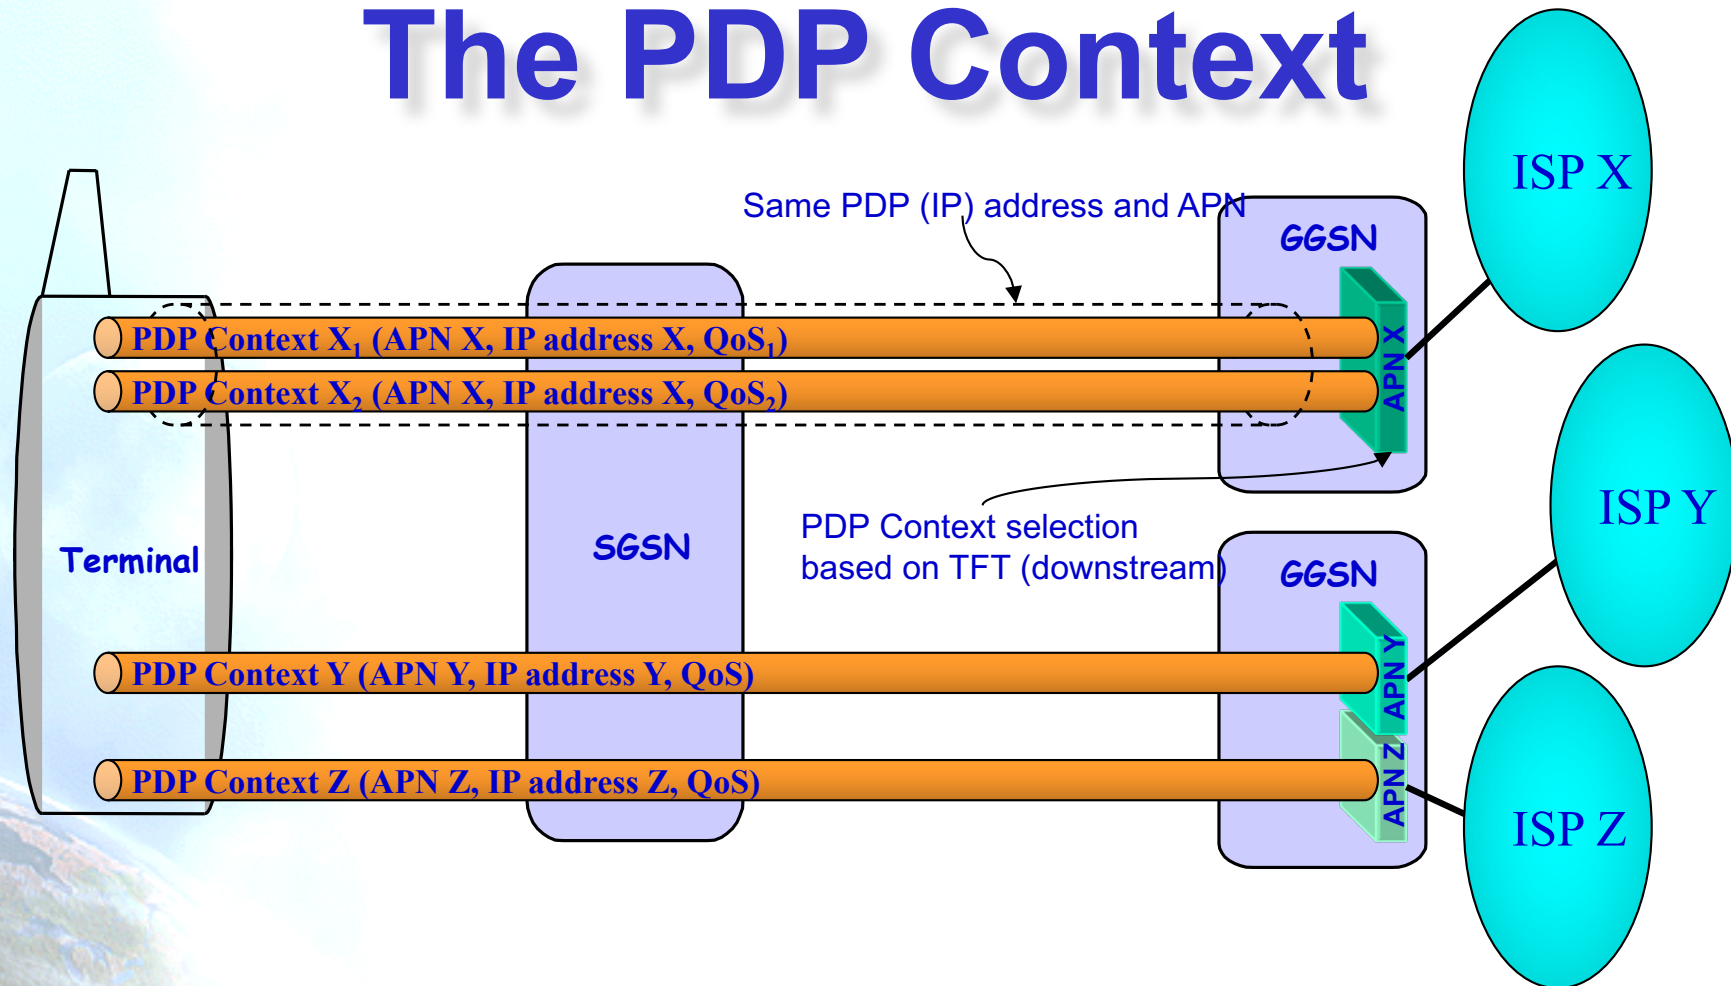 The PDP Context
ISP X
Same PDP (IP) address and APN
GGSN
PDP Context X₁ (APN X, IP address X, QoS₁)
APN X
PDP Context X₂ (APN X, IP address X, QoS₂)
ISP Y
PDP Context selection
based on TFT (downstream)
Terminal
SGSN
GGSN
PDP Context Y (APN Y, IP address Y, QoS)
APN Y
PDP Context Z (APN Z, IP address Z, QoS)
APN Z
ISP Z